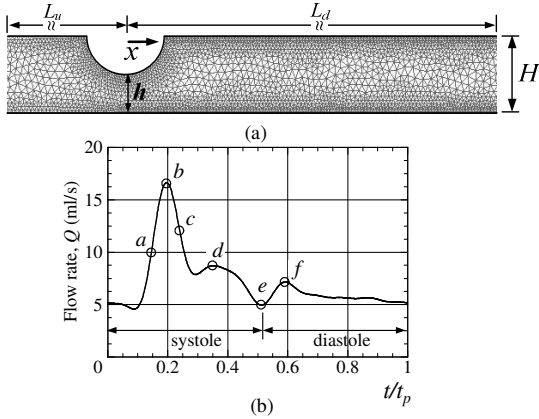 L_u
L_d
≈
≈
x
h
H
(a)
20
15
10
5
0
Flow rate, Q (ml/s)
a
b
c
d
e
f
systole
diastole
0 0.2 0.4 0.6 0.8 1
t/t_p
(b)